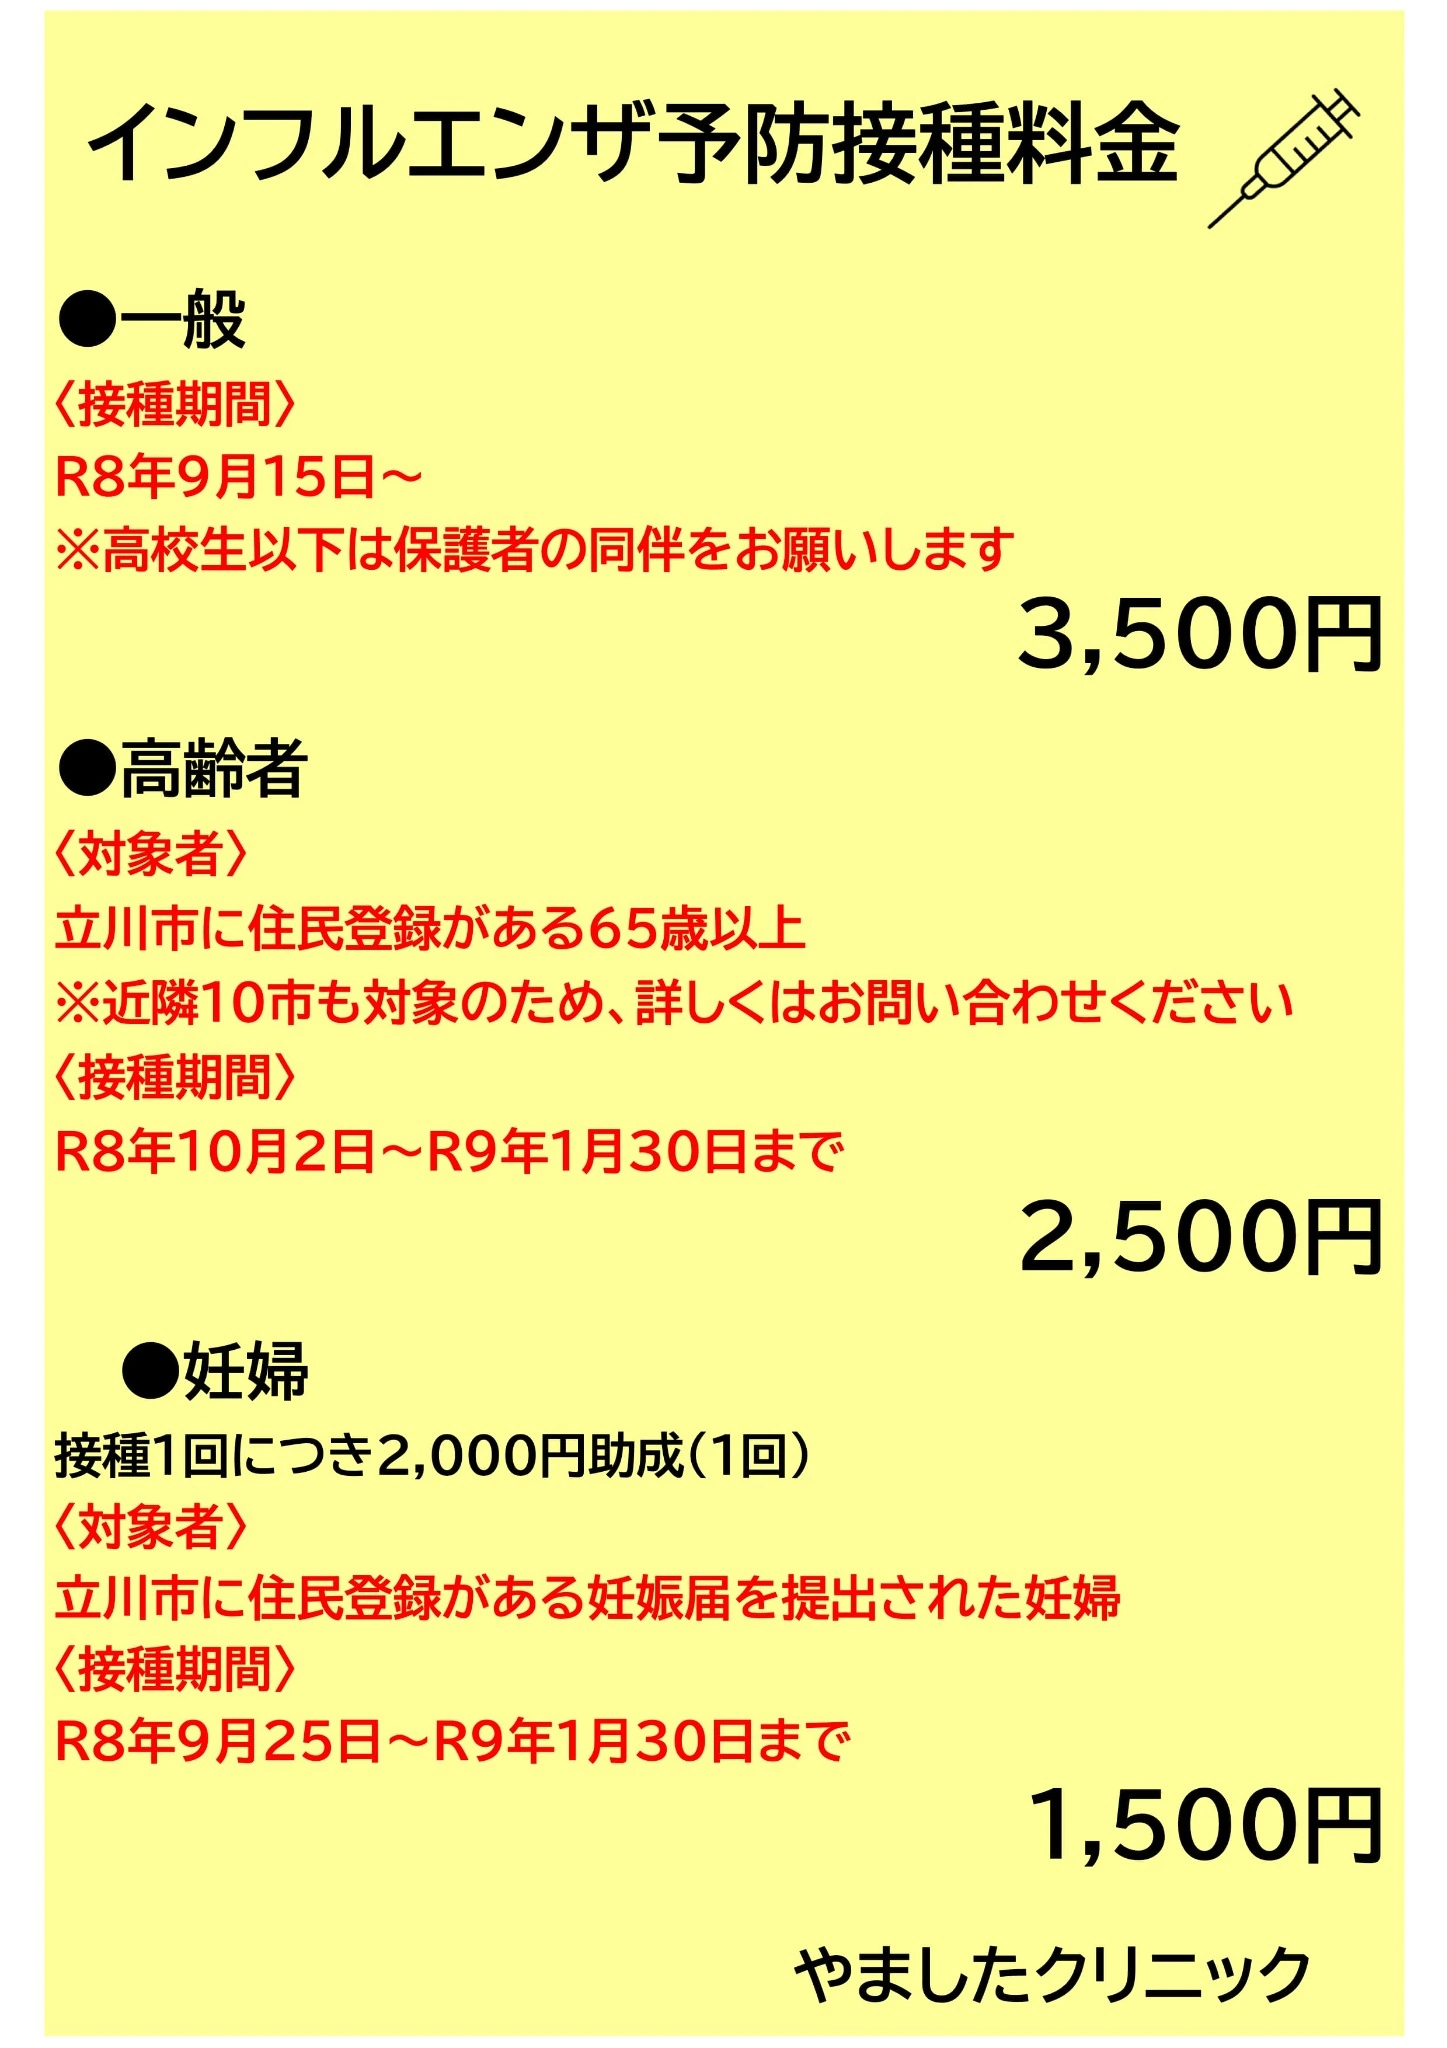 インフルエンザ予防接種料金
●一般
〈接種期間〉
R8年9月15日～
※高校生以下は保護者の同伴をお願いします
3,500円
●高齢者
〈対象者〉
立川市に住民登録がある65歳以上
※近隣10市も対象のため、詳しくはお問い合わせください
〈接種期間〉
R8年10月2日～R9年1月30日まで
2,500円
●妊婦
接種1回につき2,000円助成(1回)
〈対象者〉
立川市に住民登録がある妊娠届を提出された妊婦
〈接種期間〉
R8年9月25日～R9年1月30日まで
1,500円
やましたクリニック